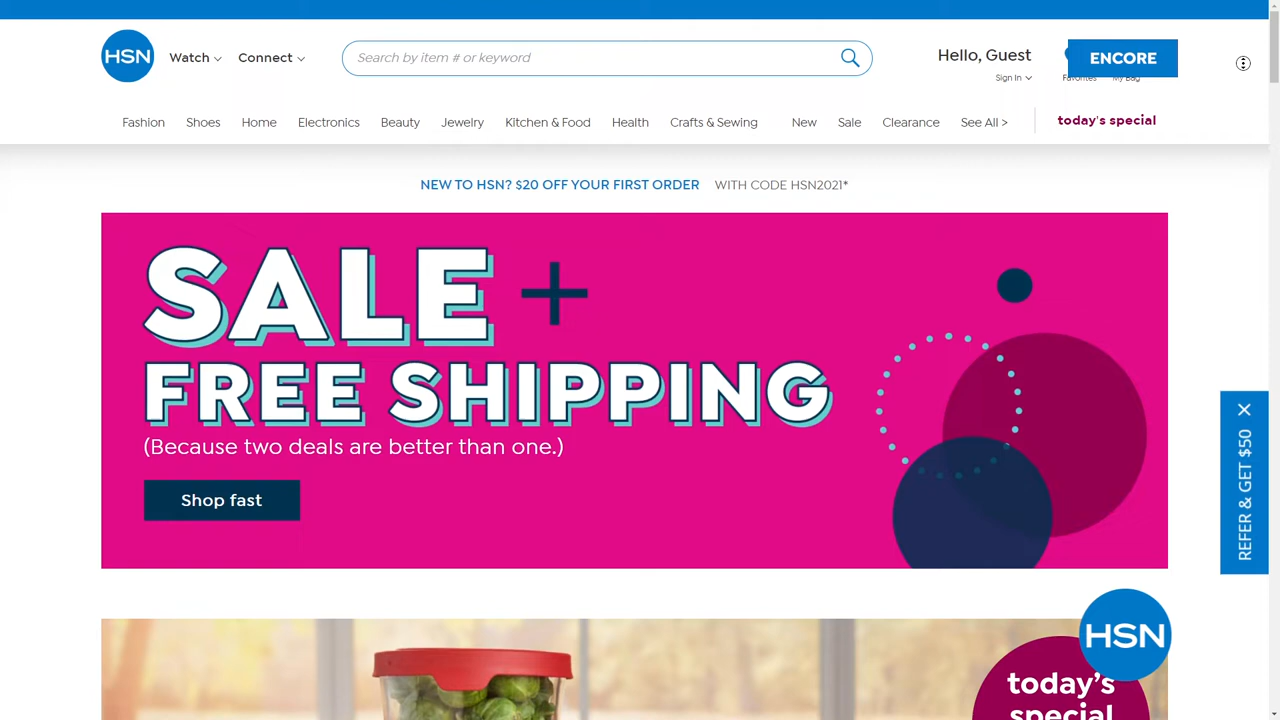 HSN
Watch
Connect
Search by item # or keyword
Hello, Guest
Sign In
ENCORE
Favorites
My Bag
Fashion
Shoes
Home
Electronics
Beauty
Jewelry
Kitchen & Food
Health
Crafts & Sewing
New
Sale
Clearance
See All >
today's special
NEW TO HSN? $20 OFF YOUR FIRST ORDER WITH CODE HSN2021*
SALE +
FREE SHIPPING
(Because two deals are better than one.)
Shop fast
REFER & GET $50
HSN
today's
special